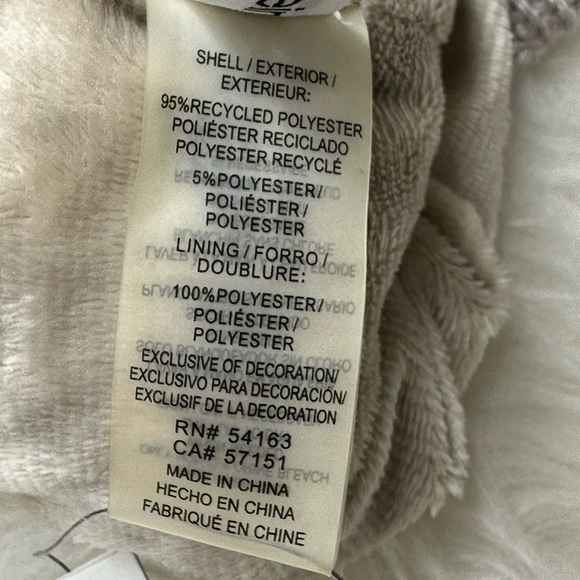 SHELL / EXTERIOR /
EXTERIEUR:
95%RECYCLED POLYESTER
POLIÉSTER RECICLADO
POLYESTER RECYCLÉ
5%POLYESTER/
POLIÉSTER/
POLYESTER
LINING / FORRO /
DOUBLURE:
100%POLYESTER/
POLIÉSTER /
POLYESTER
EXCLUSIVE OF DECORATION/
EXCLUSIVO PARA DECORACIÓN/
EXCLUSIF DE LA DECORATION
RN# 54163
CA# 57151
MADE IN CHINA
HECHO EN CHINA
FABRIQUÉ EN CHINE